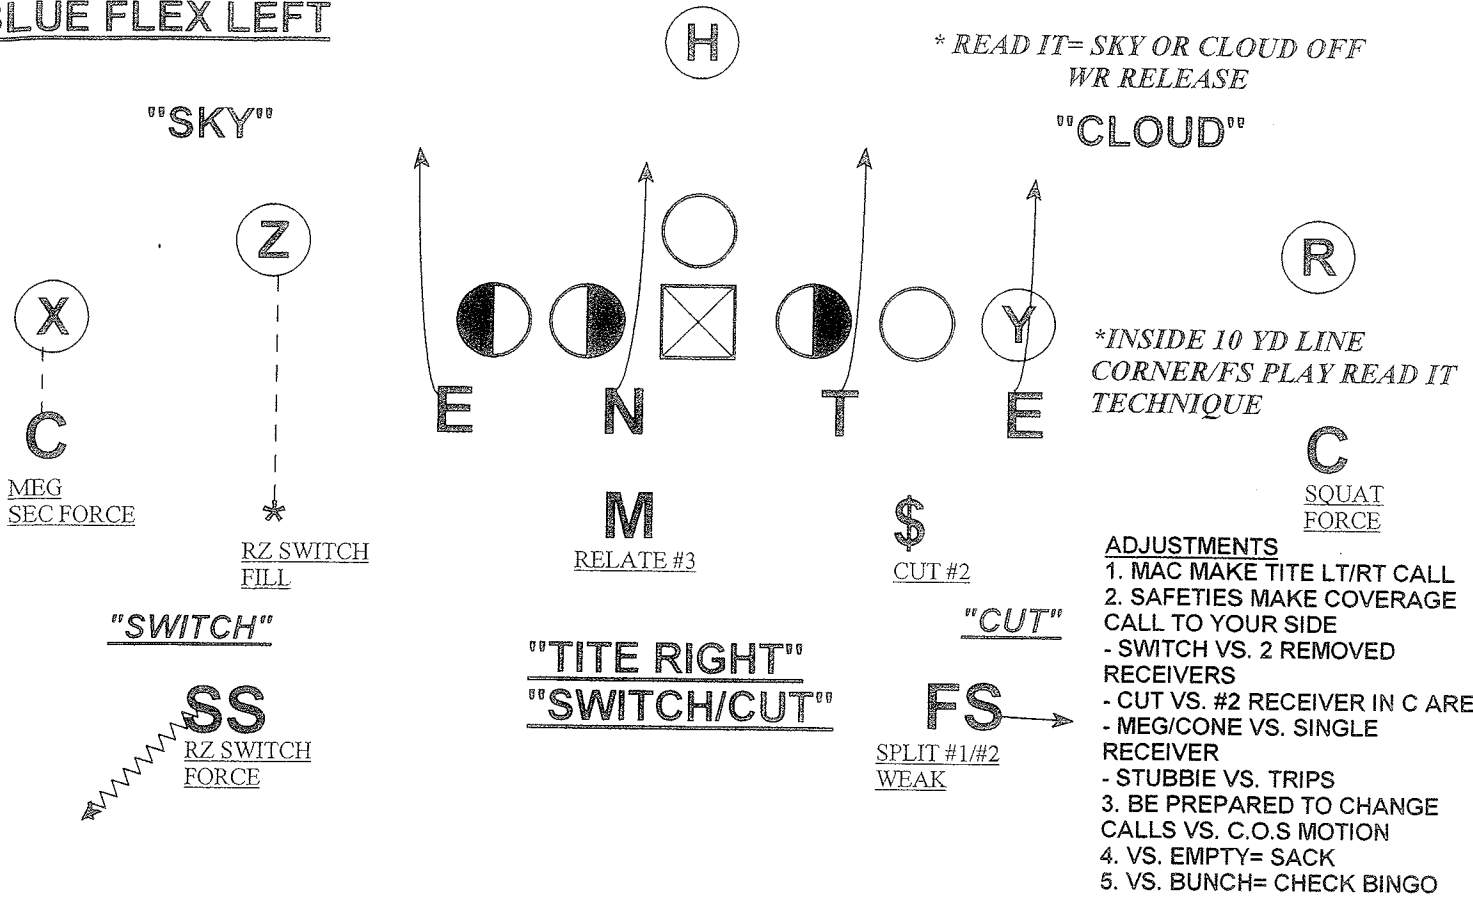 BLUE FLEX LEFT
H
* READ IT= SKY OR CLOUD OFF
WR RELEASE
"SKY"
"CLOUD"
Z
R
X
Y
*INSIDE 10 YD LINE
CORNER/FS PLAY READ IT
TECHNIQUE
E
N
T
E
C
C
MEG
SEC FORCE
SQUAT
FORCE
*
RZ SWITCH
FILL
M
RELATE #3
$
CUT #2
"SWITCH"
"CUT"
"TITE RIGHT"
"SWITCH/CUT"
SS
RZ SWITCH
FORCE
FS
SPLIT #1/#2
WEAK
ADJUSTMENTS
1. MAC MAKE TITE LT/RT CALL
2. SAFETIES MAKE COVERAGE
CALL TO YOUR SIDE
- SWITCH VS. 2 REMOVED
RECEIVERS
- CUT VS. #2 RECEIVER IN C ARE
- MEG/CONE VS. SINGLE
RECEIVER
- STUBBIE VS. TRIPS
3. BE PREPARED TO CHANGE
CALLS VS. C.O.S MOTION
4. VS. EMPTY= SACK
5. VS. BUNCH= CHECK BINGO